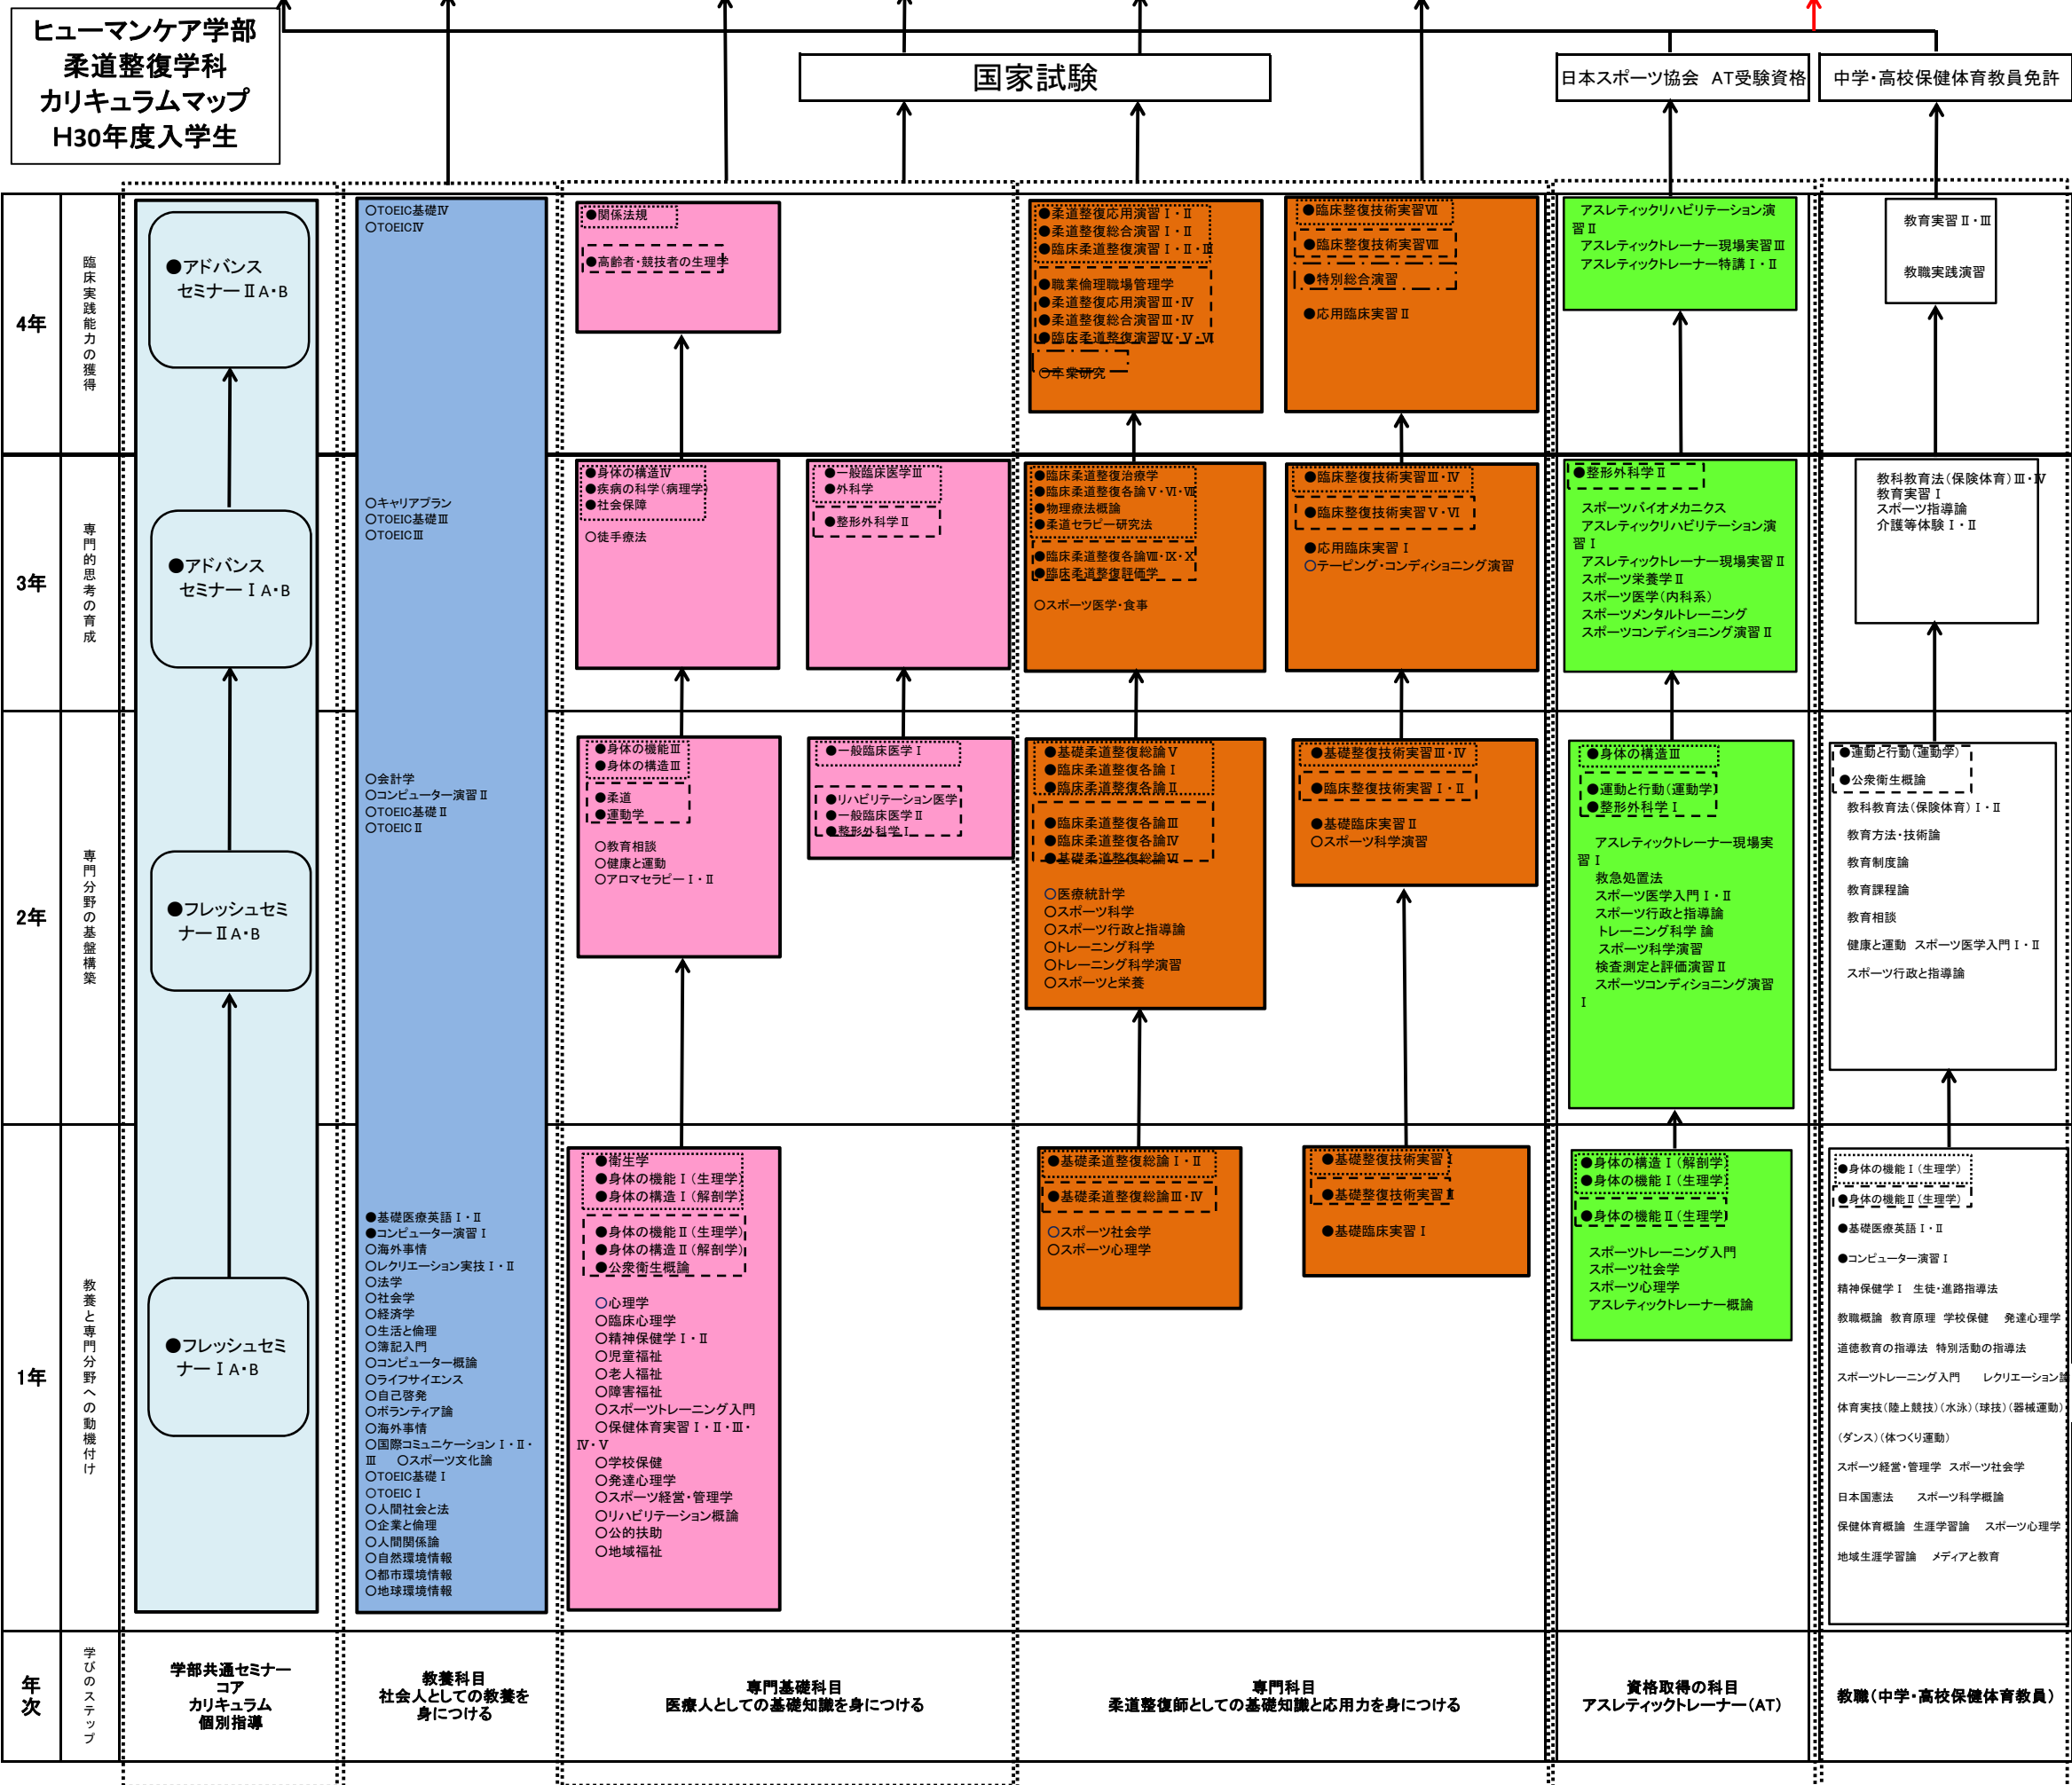 ヒューマンケア学部
柔道整復学科
カリキュラムマップ
H30年度入学生
国家試験
日本スポーツ協会　AT受験資格
中学・高校保健体育教員免許
4年
臨床実践能力の獲得
●アドバンス
セミナーⅡA・B
○TOEIC基礎Ⅳ
○TOEICⅣ
●関係法規
●高齢者・競技者の生理学
●柔道整復応用演習Ⅰ・Ⅱ
●柔道整復総合演習Ⅰ・Ⅱ
●臨床柔道整復演習Ⅰ・Ⅱ・Ⅲ
●職業倫理職場管理学
●柔道整復応用演習Ⅲ・Ⅳ
●柔道整復総合演習Ⅲ・Ⅳ
●臨床柔道整復演習Ⅳ・Ⅴ・Ⅵ
○卒業研究
●臨床整復技術実習Ⅶ
●臨床整復技術実習Ⅷ
●特別総合演習
●応用臨床実習Ⅱ
アスレティックリハビリテーション演
習Ⅱ
アスレティックトレーナー現場実習Ⅲ
アスレティックトレーナー特講Ⅰ・Ⅱ
教育実習Ⅱ・Ⅲ
教職実践演習
3年
専門的思考の育成
●アドバンス
セミナーⅠA・B
○キャリアプラン
○TOEIC基礎Ⅲ
○TOEICⅢ
●身体の構造Ⅳ
●疾病の科学(病理学)
●社会保障
○徒手療法
●一般臨床医学Ⅲ
●外科学
●整形外科学Ⅱ
●臨床柔道整復治療学
●臨床柔道整復各論Ⅴ・Ⅵ・Ⅶ
●物理療法概論
●柔道セラピー研究法
●臨床柔道整復各論Ⅷ・Ⅸ・Ⅹ
●臨床柔道整復評価学
○スポーツ医学・食事
●臨床整復技術実習Ⅲ・Ⅳ
●臨床整復技術実習Ⅴ・Ⅵ
●応用臨床実習Ⅰ
○テーピング・コンディショニング演習
●整形外科学Ⅱ
スポーツバイオメカニクス
アスレティックリハビリテーション演
習Ⅰ
アスレティックトレーナー現場実習Ⅱ
スポーツ栄養学Ⅱ
スポーツ医学(内科系)
スポーツメンタルトレーニング
スポーツコンディショニング演習Ⅱ
教科教育法(保険体育)Ⅲ・Ⅳ
教育実習Ⅰ
スポーツ指導論
介護等体験Ⅰ・Ⅱ
2年
専門分野の基盤構築
●フレッシュセミ
ナーⅡA・B
○会計学
○コンピューター演習Ⅱ
○TOEIC基礎Ⅱ
○TOEICⅡ
●身体の機能Ⅲ
●身体の構造Ⅲ
●柔道
●運動学
○教育相談
○健康と運動
○アロマセラピーⅠ・Ⅱ
●一般臨床医学Ⅰ
●リハビリテーション医学
●一般臨床医学Ⅱ
●整形外科学Ⅰ
●基礎柔道整復総論Ⅴ
●臨床柔道整復各論Ⅰ
●臨床柔道整復各論Ⅱ
●臨床柔道整復各論Ⅲ
●臨床柔道整復各論Ⅳ
●基礎柔道整復総論Ⅵ
○医療統計学
○スポーツ科学
○スポーツ行政と指導論
○トレーニング科学
○トレーニング科学演習
○スポーツと栄養
●基礎整復技術実習Ⅲ・Ⅳ
●臨床整復技術実習Ⅰ・Ⅱ
●基礎臨床実習Ⅱ
○スポーツ科学演習
●身体の構造Ⅲ
●運動と行動(運動学)
●整形外科学Ⅰ
アスレティックトレーナー現場実
習Ⅰ
救急処置法
スポーツ医学入門Ⅰ・Ⅱ
スポーツ行政と指導論
トレーニング科学 論
スポーツ科学演習
検査測定と評価演習Ⅱ
スポーツコンディショニング演習
Ⅰ
●運動と行動(運動学)
●公衆衛生概論
教科教育法(保険体育)Ⅰ・Ⅱ
教育方法・技術論
教育制度論
教育課程論
教育相談
健康と運動　スポーツ医学入門Ⅰ・Ⅱ
スポーツ行政と指導論
1年
教養と専門分野への動機付け
●フレッシュセミ
ナーⅠA・B
●基礎医療英語Ⅰ・Ⅱ
●コンピューター演習Ⅰ
○海外事情
○レクリエーション実技Ⅰ・Ⅱ
○法学
○社会学
○経済学
○生活と倫理
○簿記入門
○コンピューター概論
○ライフサイエンス
○自己啓発
○ボランティア論
○海外事情
○国際コミュニケーションⅠ・Ⅱ・
Ⅲ　○スポーツ文化論
○TOEIC基礎Ⅰ
○TOEICⅠ
○人間社会と法
○企業と倫理
○人間関係論
○自然環境情報
○都市環境情報
○地球環境情報
●衛生学
●身体の機能Ⅰ(生理学)
●身体の構造Ⅰ(解剖学)
●身体の機能Ⅱ(生理学)
●身体の構造Ⅱ(解剖学)
●公衆衛生概論
○心理学
○臨床心理学
○精神保健学Ⅰ・Ⅱ
○児童福祉
○老人福祉
○障害福祉
○スポーツトレーニング入門
○保健体育実習Ⅰ・Ⅱ・Ⅲ・
Ⅳ・Ⅴ
○学校保健
○発達心理学
○スポーツ経営・管理学
○リハビリテーション概論
○公的扶助
○地域福祉
●基礎柔道整復総論Ⅰ・Ⅱ
●基礎柔道整復総論Ⅲ・Ⅳ
○スポーツ社会学
○スポーツ心理学
●基礎整復技術実習Ⅰ
●基礎整復技術実習Ⅱ
●基礎臨床実習Ⅰ
●身体の構造Ⅰ(解剖学)
●身体の機能Ⅰ(生理学)
●身体の機能Ⅱ(生理学)
スポーツトレーニング入門
スポーツ社会学
スポーツ心理学
アスレティックトレーナー概論
●身体の機能Ⅰ(生理学)
●身体の機能Ⅱ(生理学)
●基礎医療英語Ⅰ・Ⅱ
●コンピューター演習Ⅰ
精神保健学Ⅰ　生徒・進路指導法
教職概論　教育原理　学校保健　発達心理学
道徳教育の指導法　特別活動の指導法
スポーツトレーニング入門　レクリエーション論
体育実技(陸上競技)(水泳)(球技)(器械運動)
(ダンス)(体つくり運動)
スポーツ経営・管理学　スポーツ社会学
日本国憲法　スポーツ科学概論
保健体育概論　生涯学習論　スポーツ心理学
地域生涯学習論　メディアと教育
年次
学びのステップ
学部共通セミナー
コア
カリキュラム
個別指導
教養科目
社会人としての教養を
身につける
専門基礎科目
医療人としての基礎知識を身につける
専門科目
柔道整復師としての基礎知識と応用力を身につける
資格取得の科目
アスレティックトレーナー(AT)
教職(中学・高校保健体育教員)